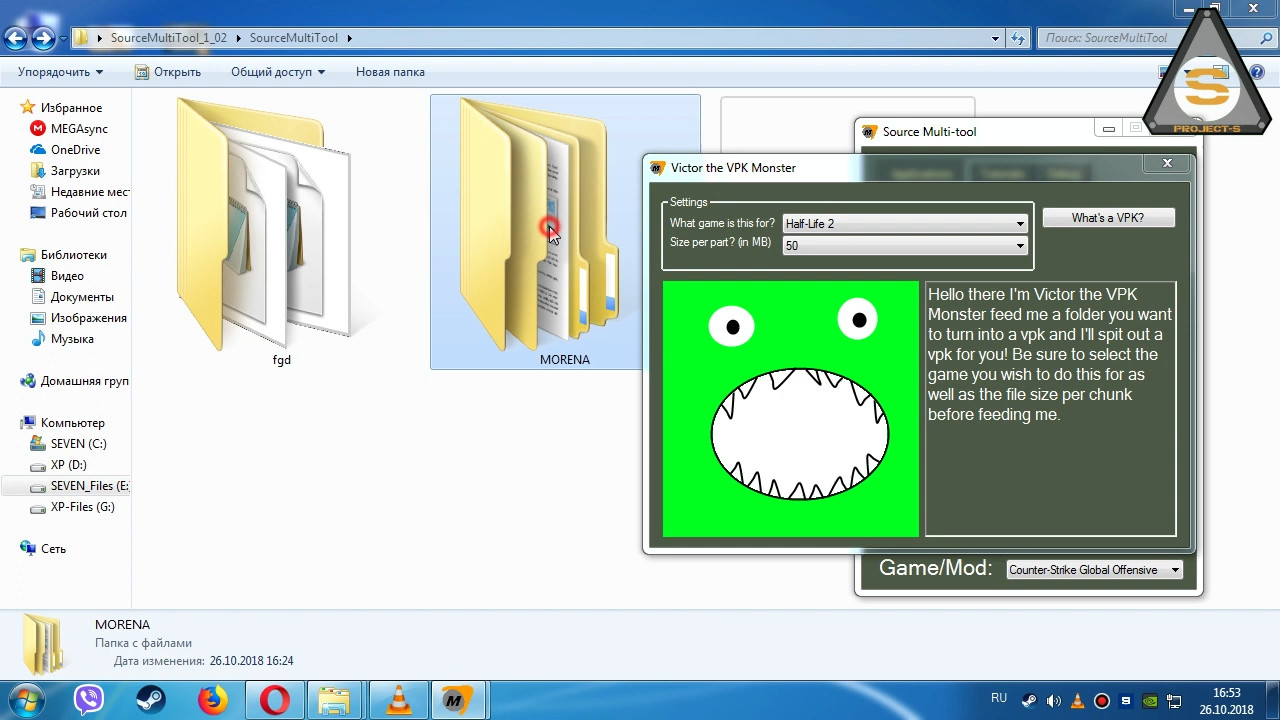 SourceMultiTool_1_02
SourceMultiTool
Поиск: SourceMultiTool
Упорядочить
Открыть
Общий доступ
Новая папка
S
PROJECT-S
Избранное
MEGAsync
OneDrive
Загрузки
Недавние мест
Рабочий стол
Библиотеки
Видео
Документы
Изображения
Музыка
Домашняя груп
Компьютер
SEVEN (C:)
XP (D:)
SEVEN_Files (E:
XP-Files (G:)
Сеть
fgd
MORENA
Source Multi-tool
Victor the VPK Monster
Settings
What game is this for?
Half-Life 2
Size per part? (in MB)
50
What's a VPK?
Hello there I'm Victor the VPK
Monster feed me a folder you want
to turn into a vpk and I'll spit out a
vpk for you! Be sure to select the
game you wish to do this for as
well as the file size per chunk
before feeding me.
Game/Mod:
Counter-Strike Global Offensive
MORENA
Папка с файлами
Дата изменения: 26.10.2018 16:24
RU
16:53
26.10.2018